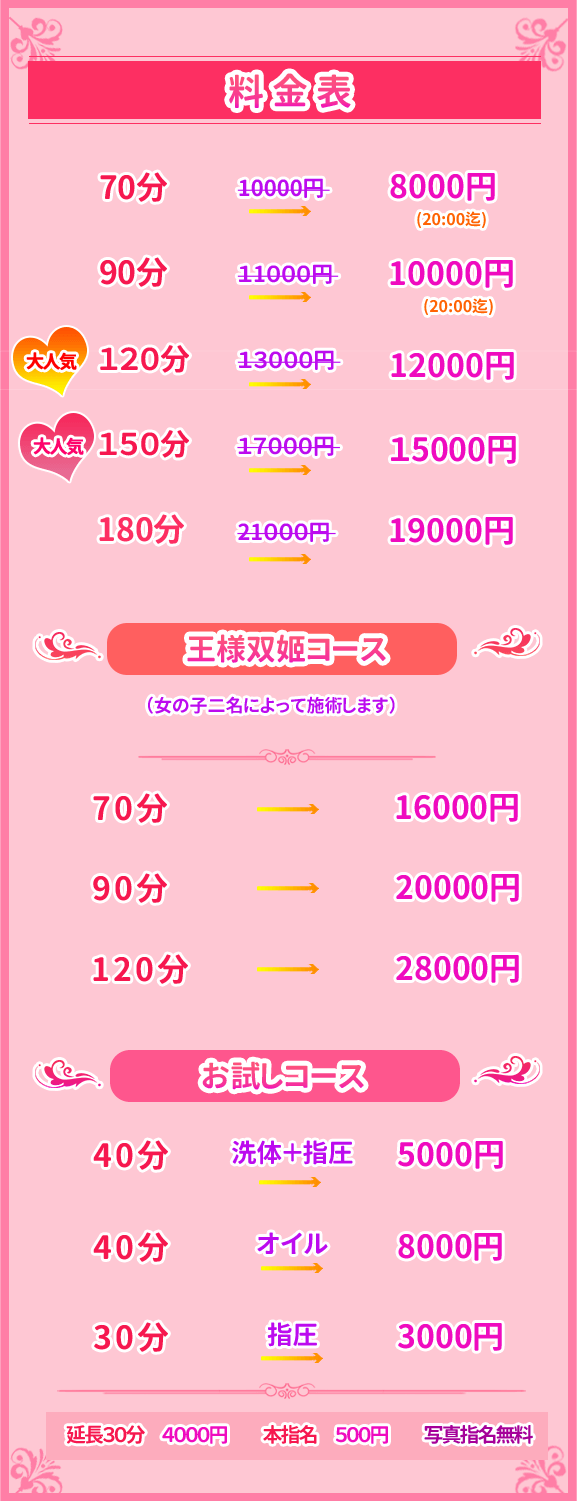 料金表
70分 10000円 8000円
(20:00迄)
90分 11000円 10000円
(20:00迄)
大人気 120分 13000円 12000円
大人気 150分 17000円 15000円
180分 21000円 19000円
王様双姫コース
（女の子二名によって施術します）
70分 16000円
90分 20000円
120分 28000円
お試しコース
40分 洗体＋指圧 5000円
40分 オイル 8000円
30分 指圧 3000円
延長30分 4000円 本指名 500円 写真指名無料